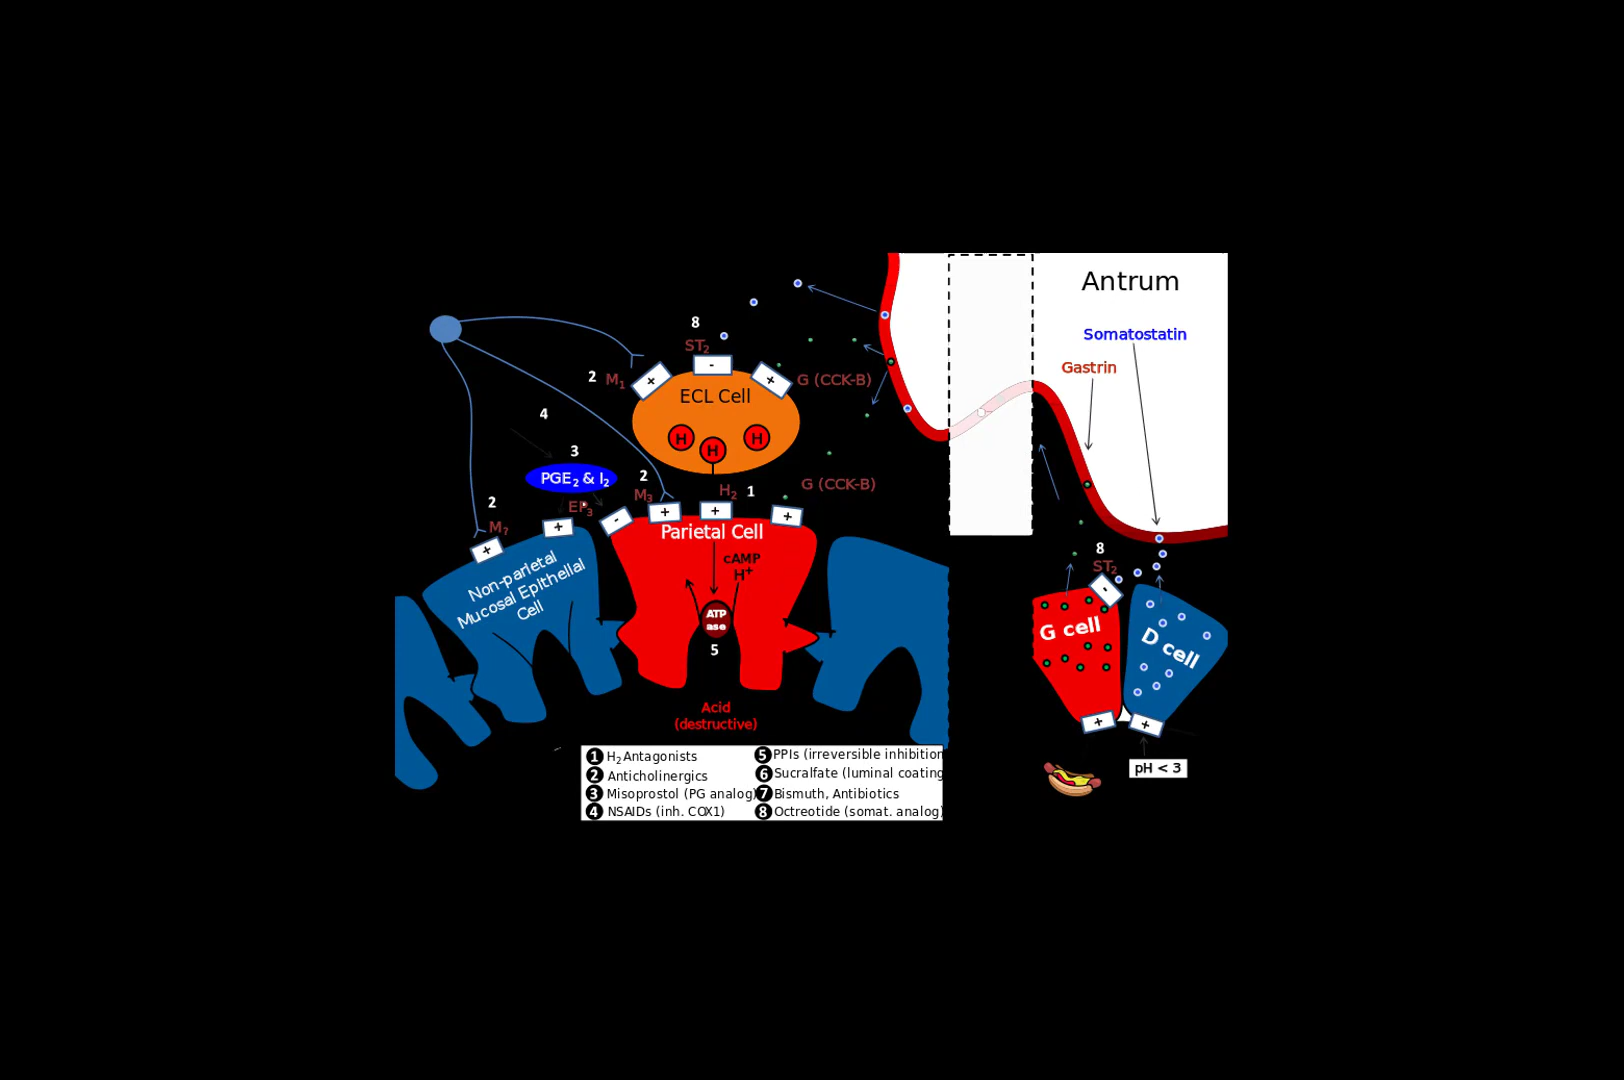 Antrum
Somatostatin
Gastrin
8
ST2
2 M1
G (CCK-B)
ECL Cell
H H H
4
3
PGE2 & I2
EP3
2
M?
2
M3
H2 1
G (CCK-B)
+ - +
+ + - + + +
Parietal Cell
cAMP
H+
ATP
ase
5
Non-parietal
Mucosal Epithelial
Cell
Acid
(destructive)
8
ST2
-
G cell
D cell
+ +
pH < 3
1 H2 Antagonists
2 Anticholinergics
3 Misoprostol (PG analog)
4 NSAIDs (inh. COX1)
5 PPIs (irreversible inhibition
6 Sucralfate (luminal coating
7 Bismuth, Antibiotics
8 Octreotide (somat. analog)